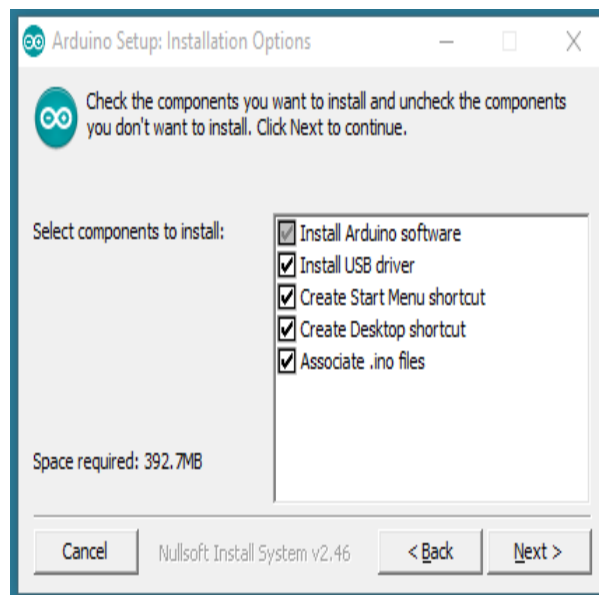 Arduino Setup: Installation Options
Check the components you want to install and uncheck the components
you don't want to install. Click Next to continue.
Select components to install:
Install Arduino software
Install USB driver
Create Start Menu shortcut
Create Desktop shortcut
Associate .ino files
Space required: 392.7MB
Cancel
Nullsoft Install System v2.46
< Back
Next >